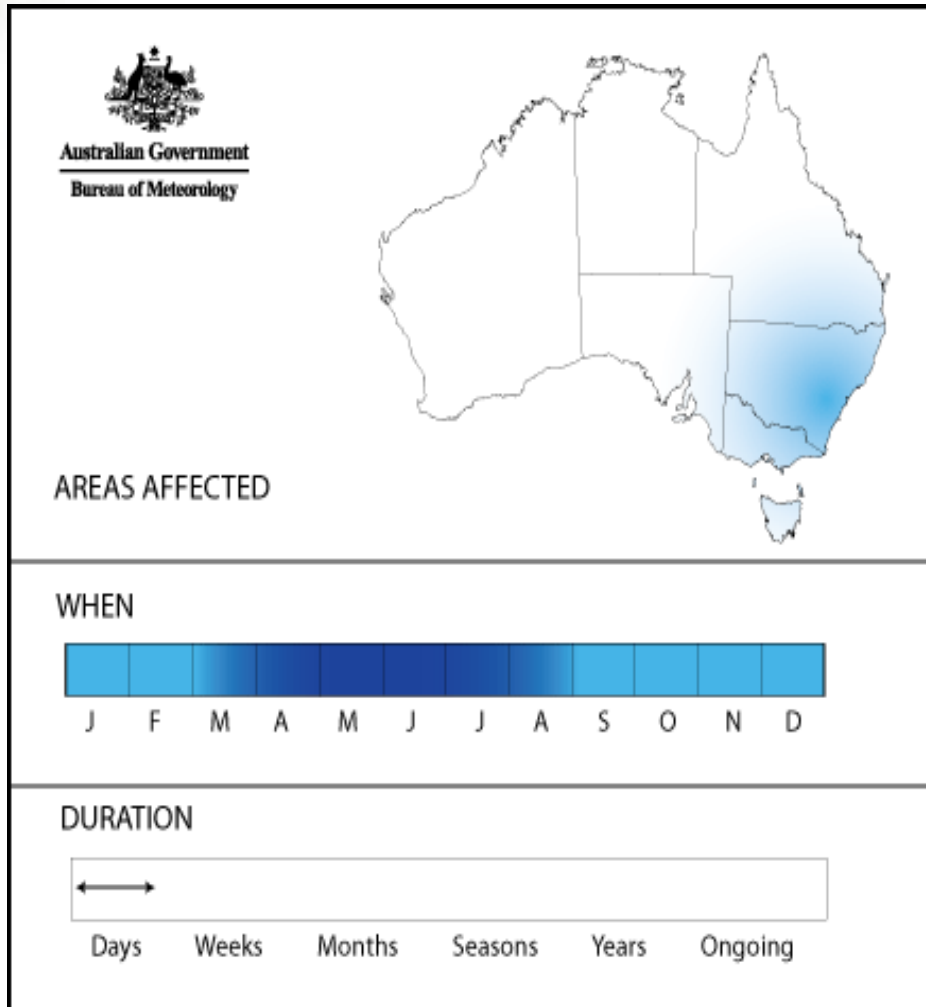 Australian Government
Bureau of Meteorology
AREAS AFFECTED
WHEN
J F M A M J J A S O N D
DURATION
Days Weeks Months Seasons Years Ongoing